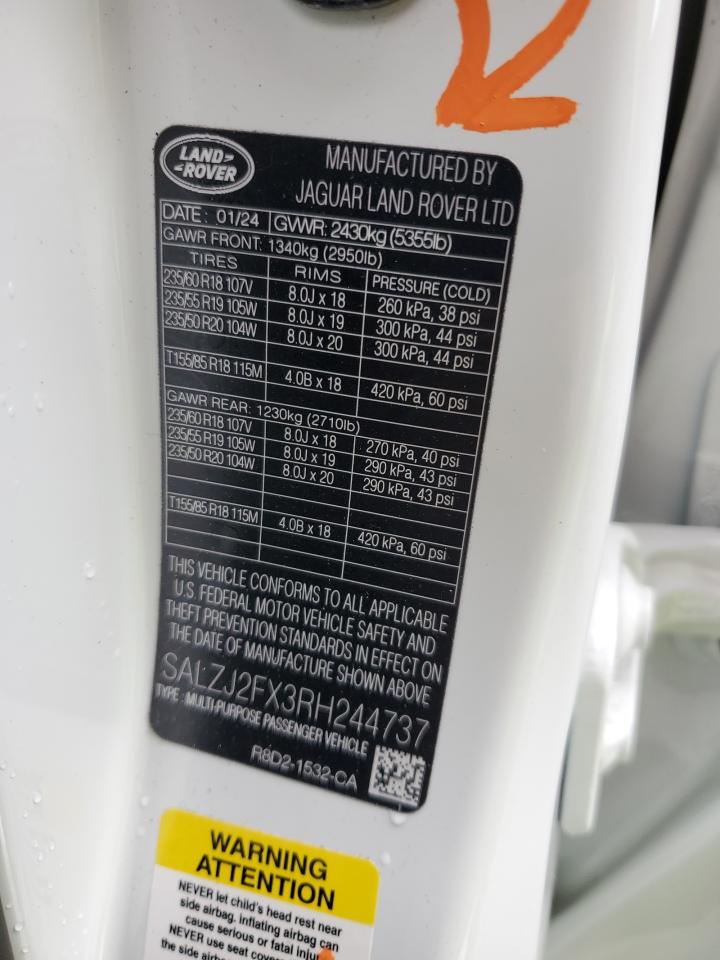 LAND-
-ROVER
MANUFACTURED BY
JAGUAR LAND ROVER LTD
DATE: 01/24 GVWR: 2430kg (5355lb)
GAWR FRONT: 1340kg (2950lb)
TIRES RIMS PRESSURE (COLD)
235/60 R18 107V 8.0J x 18 260 kPa, 38 psi
235/55 R19 105W 8.0J x 19 300 kPa, 44 psi
235/50 R20 104W 8.0J x 20 300 kPa, 44 psi
T155/85 R18 115M 4.0B x 18 420 kPa, 60 psi
GAWR REAR: 1230kg (2710lb)
235/60 R18 107V 8.0J x 18 270 kPa, 40 psi
235/55 R19 105W 8.0J x 19 290 kPa, 43 psi
235/50 R20 104W 8.0J x 20 290 kPa, 43 psi
T155/85 R18 115M 4.0B x 18 420 kPa, 60 psi
THIS VEHICLE CONFORMS TO ALL APPLICABLE
U.S. FEDERAL MOTOR VEHICLE SAFETY AND
THEFT PREVENTION STANDARDS IN EFFECT ON
THE DATE OF MANUFACTURE SHOWN ABOVE
SALZJ2FX3RH244737
TYPE: MULTI-PURPOSE PASSENGER VEHICLE
R8D2-1532-CA
WARNING
ATTENTION
NEVER let child's head rest near
side airbag. inflating airbag can
cause serious or fatal
NEVER use seat
the side